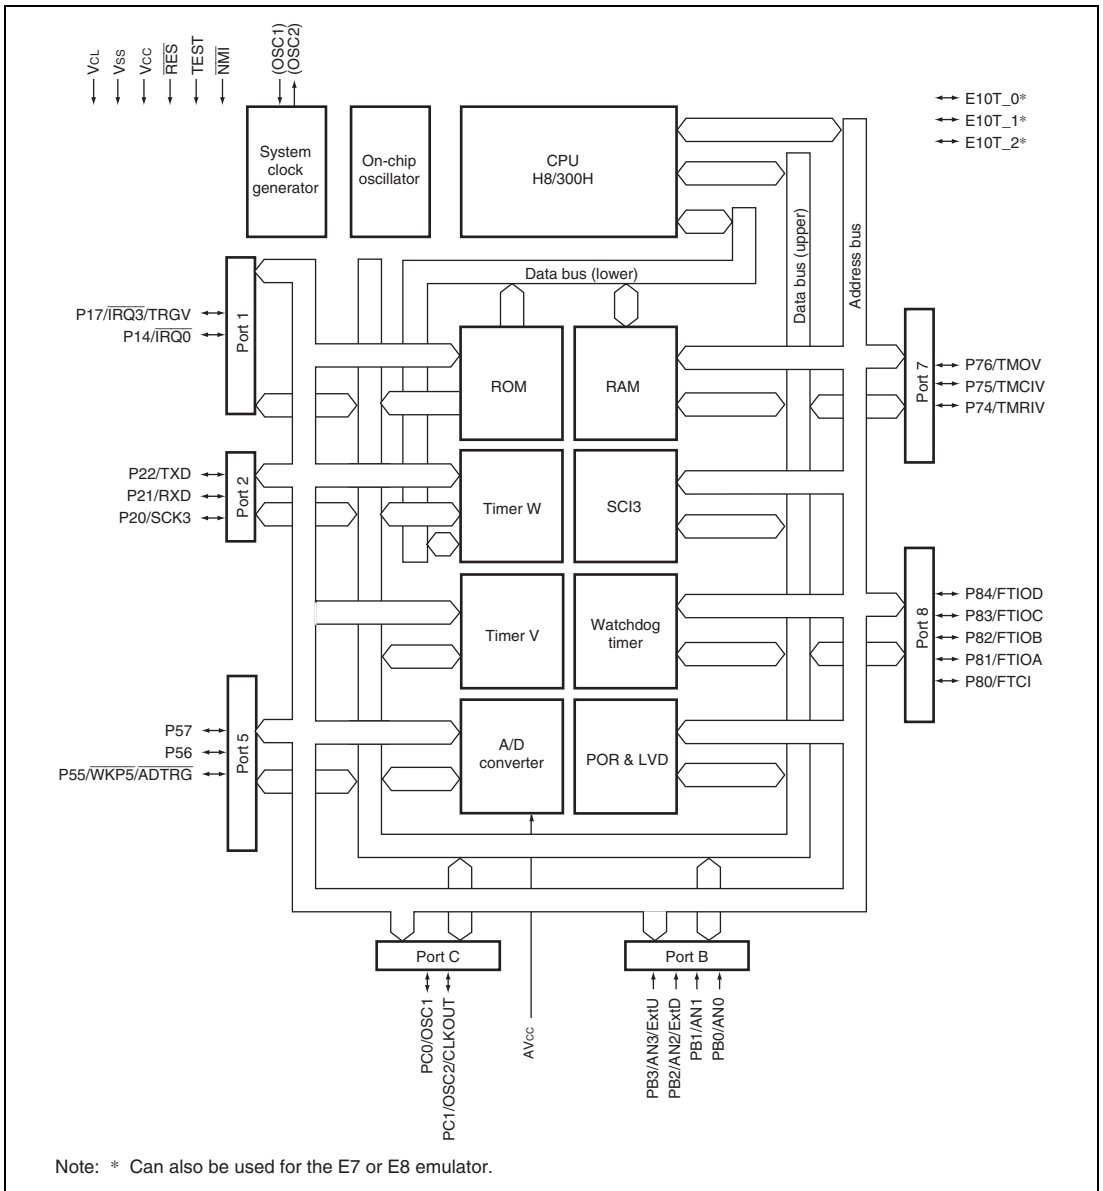 VCL
VSS
VCC
RES
TEST
NMI
(OSC1)
(OSC2)
E10T_0*
E10T_1*
E10T_2*
System
clock
generator
On-chip
oscillator
CPU
H8/300H
Data bus (lower)
Data bus (upper)
Address bus
P17/IRQ3/TRGV
P14/IRQ0
Port 1
ROM
RAM
Port 7
P76/TMOV
P75/TMCIV
P74/TMRIV
P22/TXD
P21/RXD
P20/SCK3
Port 2
Timer W
SCI3
Timer V
Watchdog
timer
Port 8
P84/FTIOD
P83/FTIOC
P82/FTIOB
P81/FTIOA
P80/FTCI
P57
P56
P55/WKP5/ADTRG
Port 5
A/D
converter
POR & LVD
Port C
Port B
PC0/OSC1
PC1/OSC2/CLKOUT
AVCC
PB3/AN3/ExtU
PB2/AN2/ExtD
PB1/AN1
PB0/AN0
Note: * Can also be used for the E7 or E8 emulator.